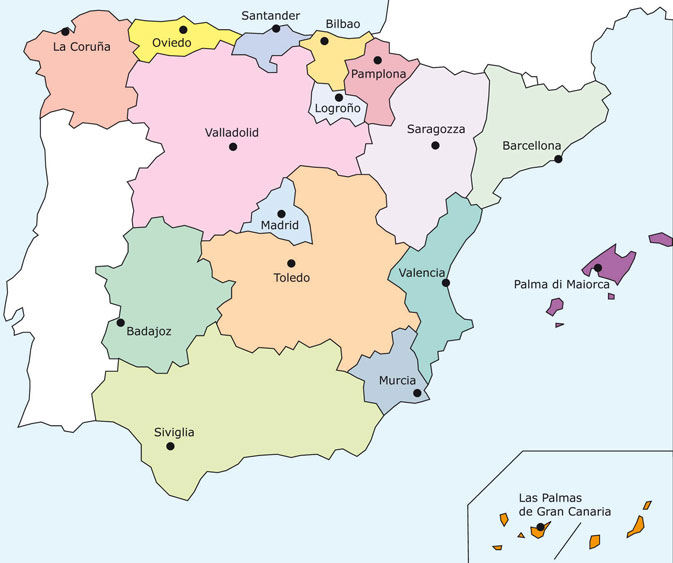 Santander
Bilbao
La Coruña
Oviedo
Pamplona
Logroño
Valladolid
Saragozza
Barcellona
Madrid
Toledo
Valencia
Palma di Maiorca
Badajoz
Murcia
Siviglia
Las Palmas
de Gran Canaria